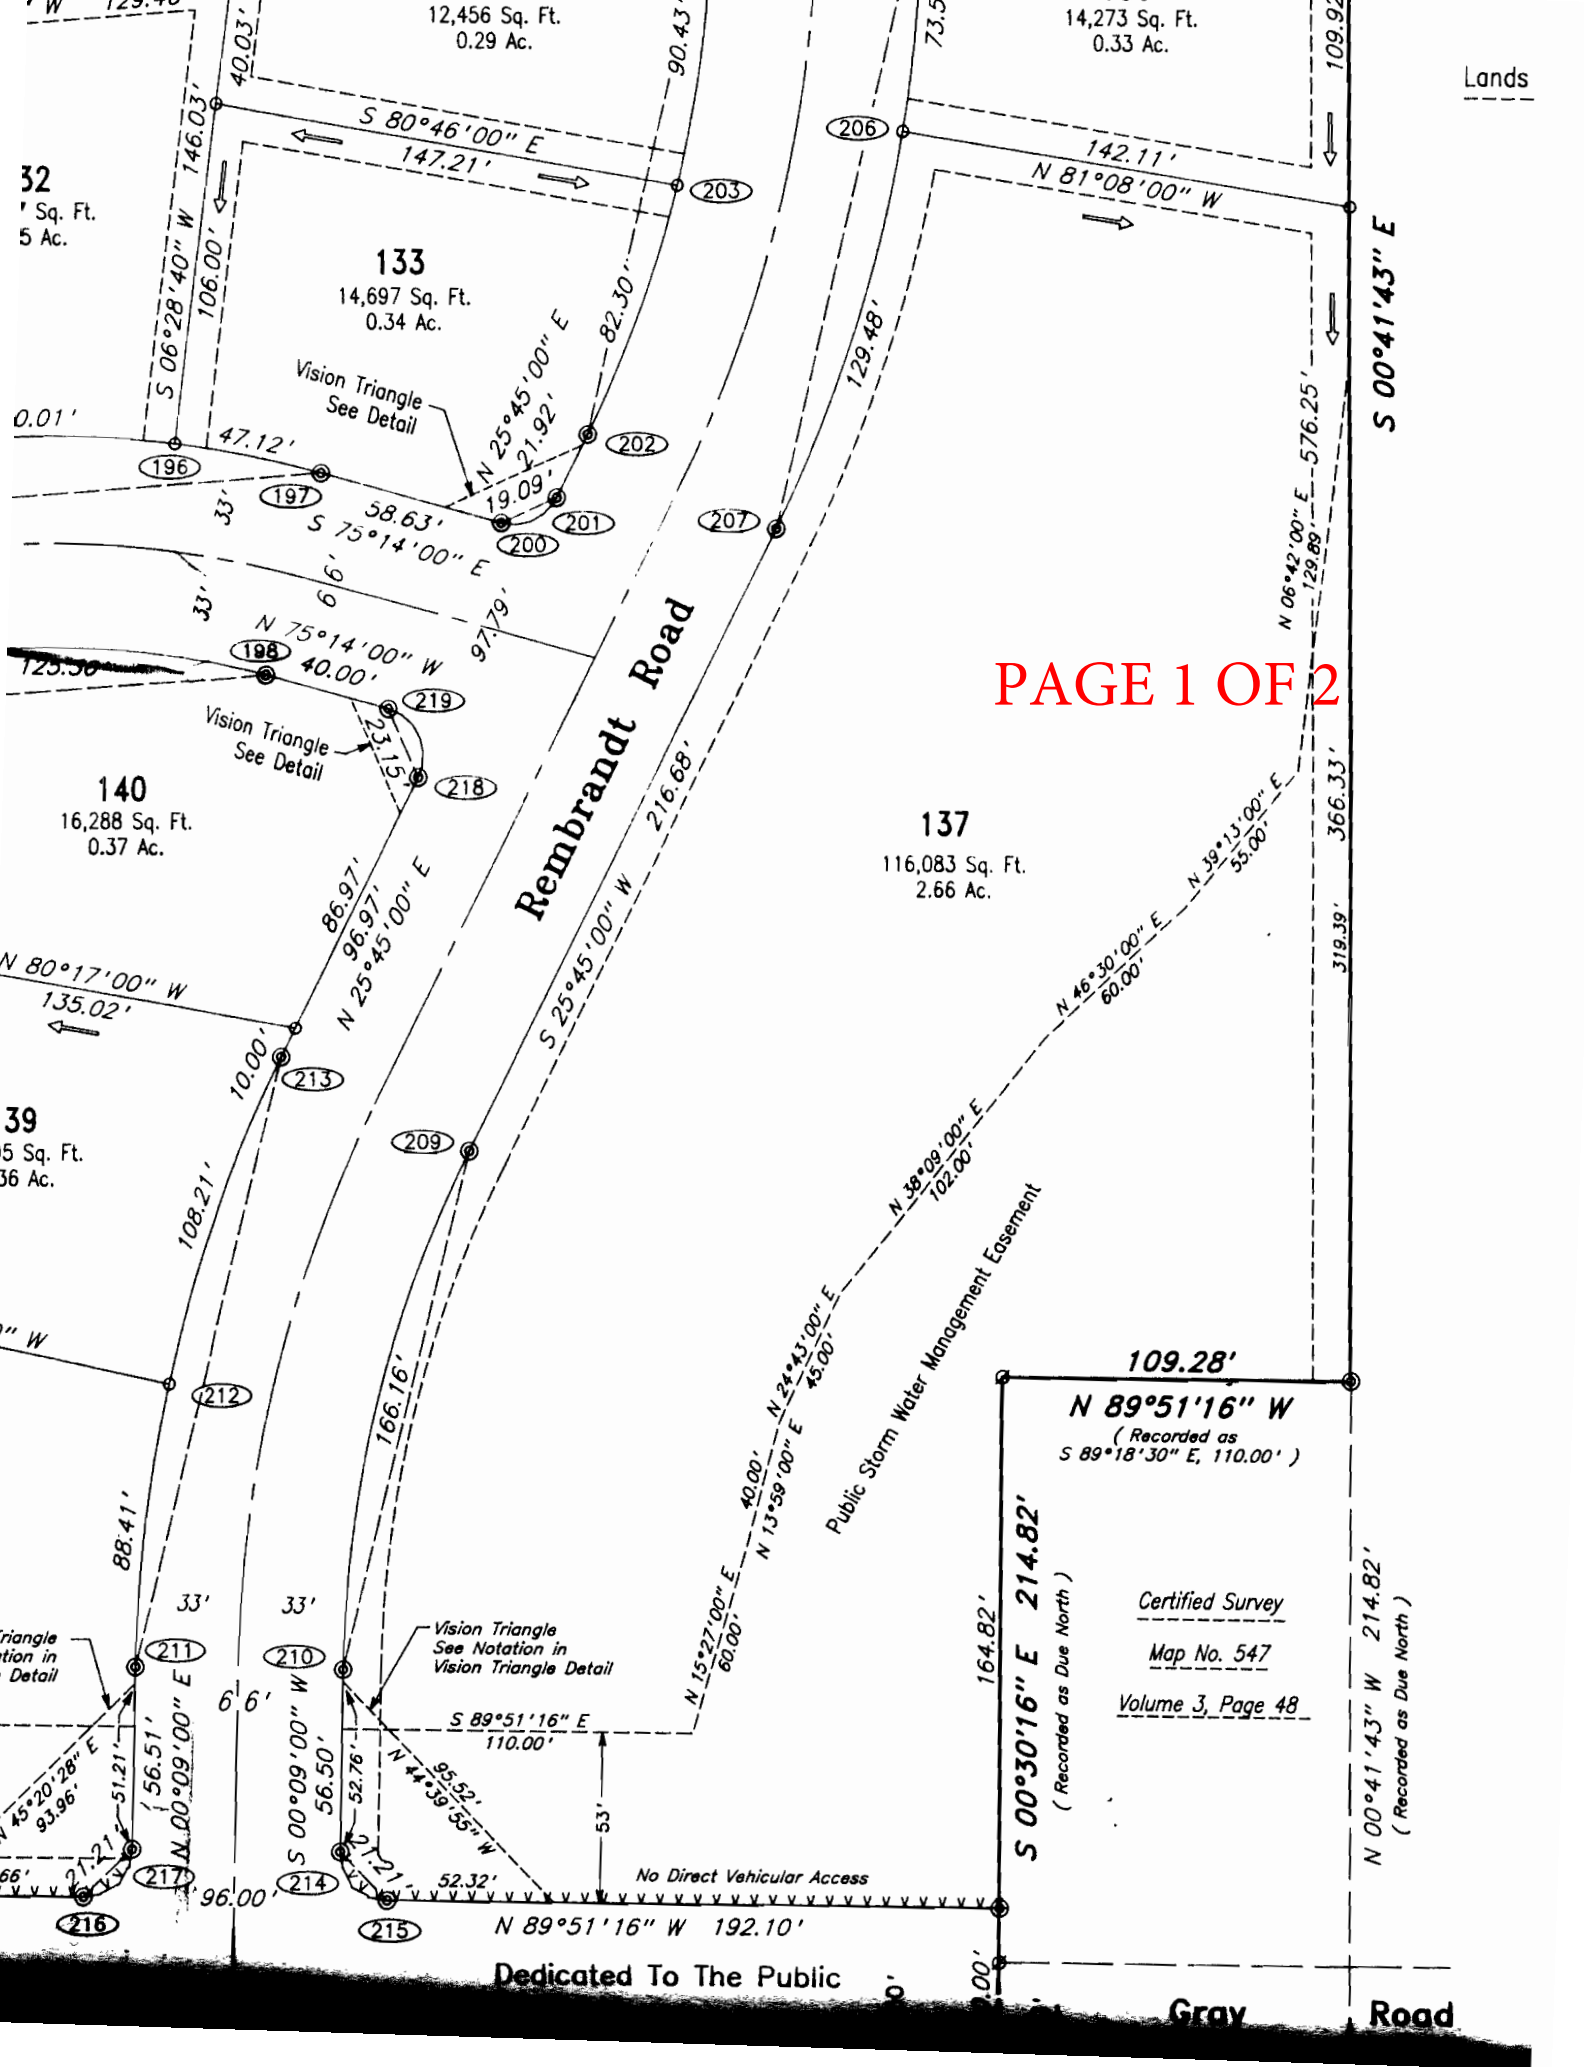 12,456 Sq. Ft.
0.29 Ac.
40.03'
90.43'
14,273 Sq. Ft.
0.33 Ac.
109.92
Lands
146.03'
S 80°46'00" E
147.21'
203
206
142.11'
N 81°08'00" W
S 00°41'43" E
32
Sq. Ft.
5 Ac.
S 06°28'40" W
106.00'
133
14,697 Sq. Ft.
0.34 Ac.
82.30'
129.48'
Vision Triangle
See Detail
N 25°45'00" E
21.92'
19.09'
202
201
200
0.01'
47.12'
196
197
33'
58.63'
S 75°14'00" E
207
576.25'
N 06°42'00" E
129.89'
66'
33'
97.79'
N 75°14'00" W
198
40.00'
219
23.15'
218
Vision Triangle
See Detail
Rembrandt Road
PAGE 1 OF 2
140
16,288 Sq. Ft.
0.37 Ac.
216.68'
S 25°45'00" W
137
116,083 Sq. Ft.
2.66 Ac.
N 39°13'00" E
55.00'
366.33'
319.39'
86.97'
96.97'
N 25°45'00" E
N 46°30'00" E
60.00'
N 80°17'00" W
135.02'
10.00'
213
209
N 38°09'00" E
102.00'
39
5 Sq. Ft.
36 Ac.
108.21'
Public Storm Water Management Easement
N 24°43'00" E
45.00'
" W
212
166.16'
109.28'
N 89°51'16" W
( Recorded as
S 89°18'30" E, 110.00' )
40.00'
N 13°59'00" E
88.41'
33'
33'
N 15°27'00" E
60.00'
164.82'
S 00°30'16" E 214.82'
( Recorded as Due North )
Certified Survey
Map No. 547
Volume 3, Page 48
N 00°41'43" W 214.82'
( Recorded as Due North )
riangle
tion in
Detail
211
210
Vision Triangle
See Notation in
Vision Triangle Detail
66'
S 89°51'16" E
110.00'
N 45°20'28" E
93.96'
51.21'
56.51'
N 00°09'00" E
S 00°09'00" W
56.50'
52.76'
95.52'
N 44°39'55" W
53'
21.21'
217
214
21.21'
66'
96.00'
52.32'
No Direct Vehicular Access
216
215
N 89°51'16" W 192.10'
Dedicated To The Public
Gray Road